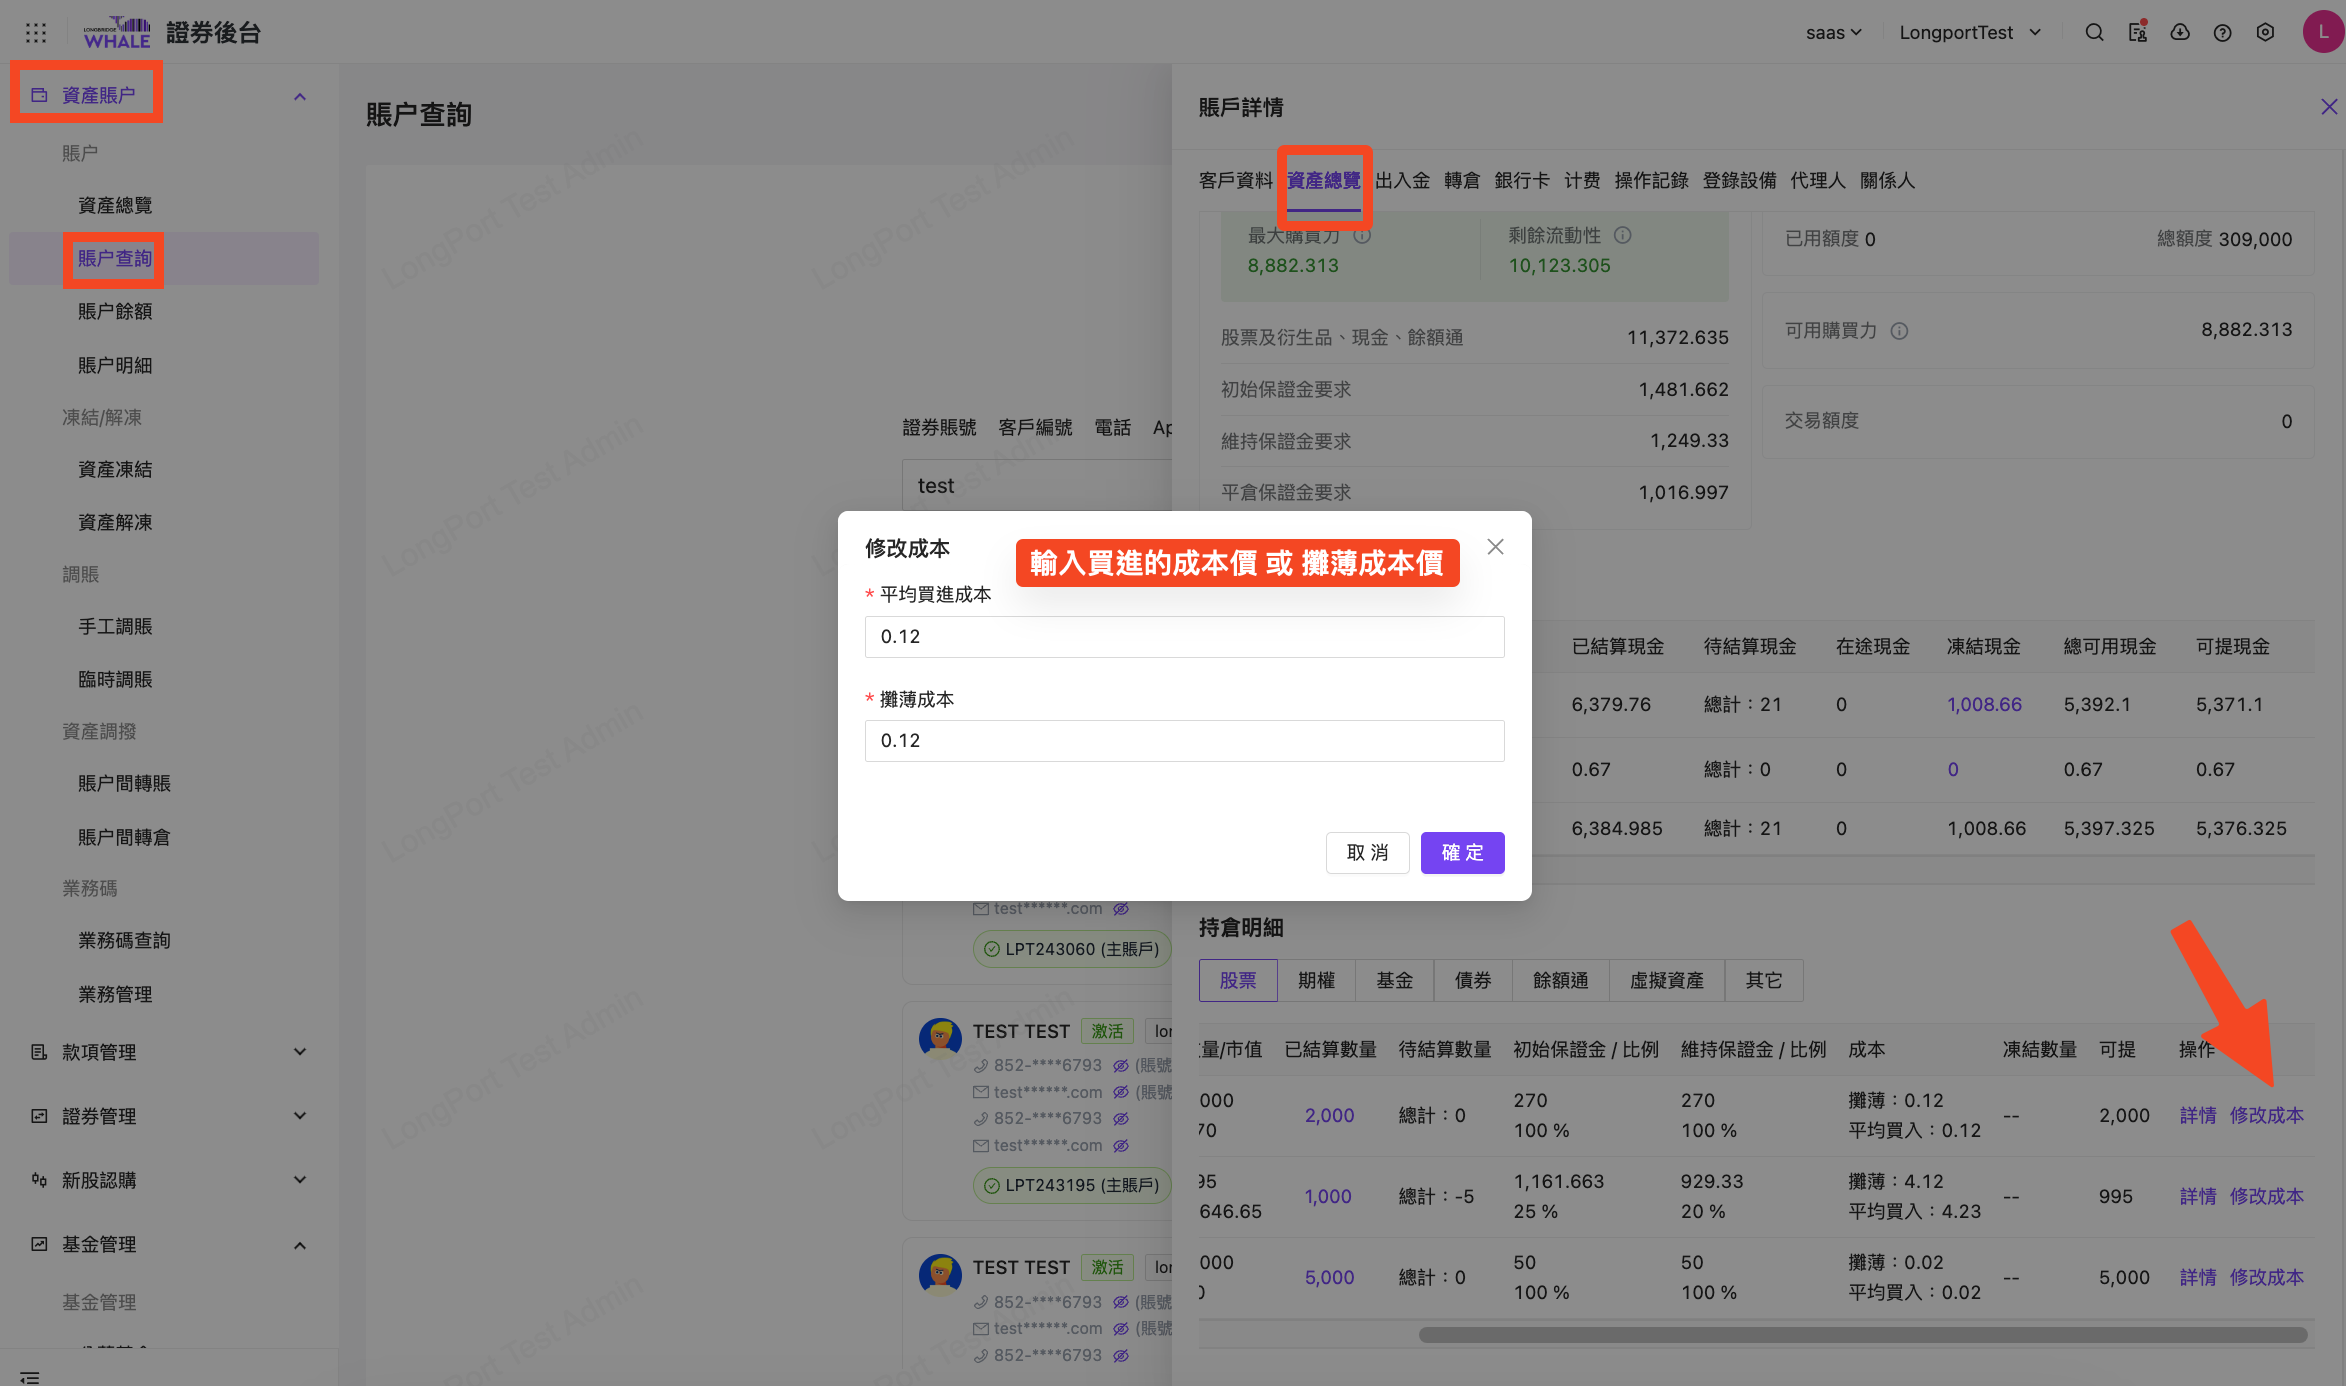 LONGBRIDGE
WHALE
證券後台
saas
LongportTest
L
資產賬户
賬户
資產總覽
賬户查詢
賬户餘額
賬户明細
凍結/解凍
資產凍結
資產解凍
調賬
手工調賬
臨時調賬
資產調撥
賬户間轉賬
賬户間轉倉
業務碼
業務碼查詢
業務管理
款項管理
證券管理
新股認購
基金管理
基金管理
賬户查詢
證券賬號 客戶編號 電話 Ap
test
test******.com
LPT243060 (主賬戶)
TEST TEST 激活 lor
852-****6793 (賬號
test******.com (賬號
852-****6793
test******.com
LPT243195 (主賬戶)
TEST TEST 激活 lor
852-****6793 (賬號
test******.com (賬號
852-****6793
賬戶詳情
客戶資料 資產總覽 出入金 轉倉 銀行卡 计费 操作記錄 登錄設備 代理人 關係人
最大購買力 剩餘流動性
8,882.313 10,123.305
股票及衍生品、現金、餘額通 11,372.635
初始保證金要求 1,481.662
維持保證金要求 1,249.33
平倉保證金要求 1,016.997
已用額度 0 總額度 309,000
可用購買力 8,882.313
交易額度 0
修改成本
輸入買進的成本價 或 攤薄成本價
* 平均買進成本
0.12
* 攤薄成本
0.12
取 消 確 定
已結算現金 待結算現金 在途現金 凍結現金 總可用現金 可提現金
6,379.76 總計：21 0 1,008.66 5,392.1 5,371.1
0.67 總計：0 0 0 0.67 0.67
6,384.985 總計：21 0 1,008.66 5,397.325 5,376.325
持倉明細
股票 期權 基金 債券 餘額通 虛擬資產 其它
量/市值 已結算數量 待結算數量 初始保證金 / 比例 維持保證金 / 比例 成本 凍結數量 可提 操作
000 270 270 攤薄：0.12
2,000 總計：0 -- 2,000 詳情 修改成本
70 100 % 100 % 平均買入：0.12
95 1,161.663 929.33 攤薄：4.12
1,000 總計：-5 -- 995 詳情 修改成本
646.65 25 % 20 % 平均買入：4.23
000 50 50 攤薄：0.02
5,000 總計：0 -- 5,000 詳情 修改成本
0 100 % 100 % 平均買入：0.02
LongPort Test Admin
LongPort Test Admin
LongPort Test Admin
LongPort Test Admin
LongPort Test Admin
LongPort Test Admin